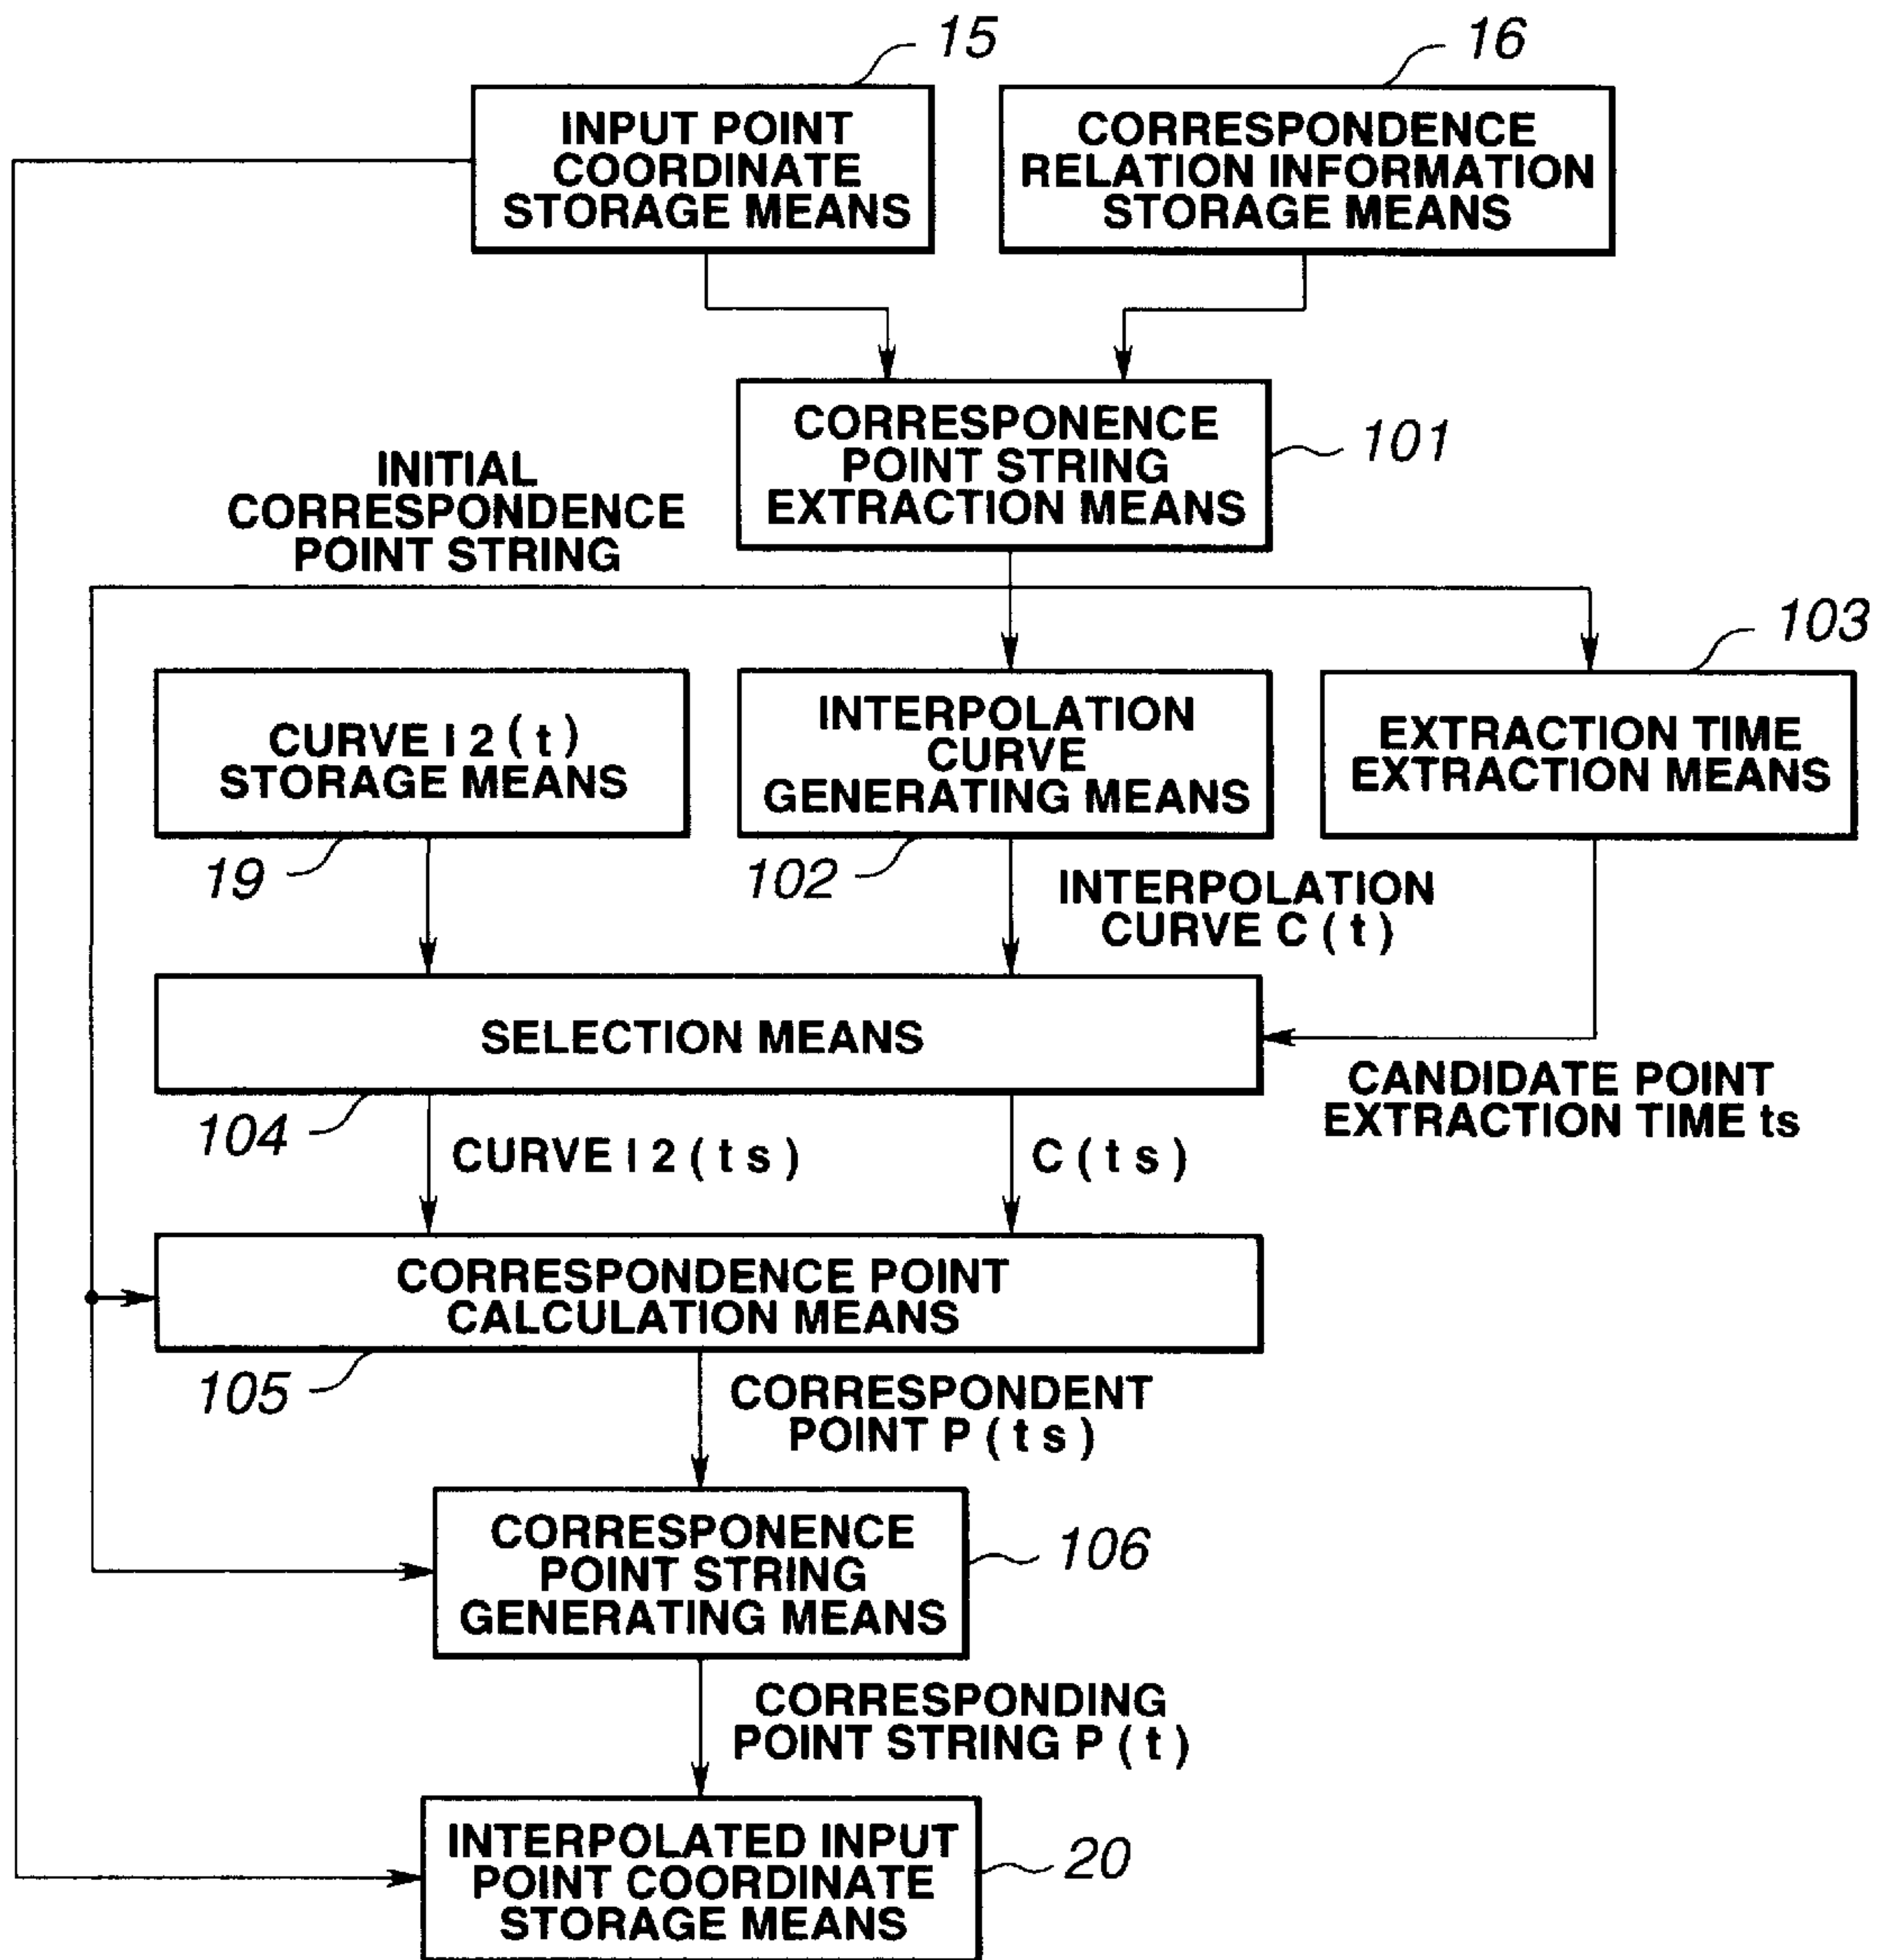 15
16
INPUT POINT
COORDINATE
STORAGE MEANS
CORRESPONDENCE
RELATION INFORMATION
STORAGE MEANS
CORRESPONENCE
POINT STRING
EXTRACTION MEANS
101
INITIAL
CORRESPONDENCE
POINT STRING
103
CURVE I 2 ( t )
STORAGE MEANS
INTERPOLATION
CURVE
GENERATING MEANS
EXTRACTION TIME
EXTRACTION MEANS
19
102
INTERPOLATION
CURVE C ( t )
SELECTION MEANS
CANDIDATE POINT
EXTRACTION TIME ts
104
CURVE I 2 ( t s )
C ( t s )
CORRESPONDENCE POINT
CALCULATION MEANS
105
CORRESPONDENT
POINT P ( t s )
CORRESPONENCE
POINT STRING
GENERATING MEANS
106
CORRESPONDING
POINT STRING P ( t )
INTERPOLATED INPUT
POINT COORDINATE
STORAGE MEANS
20